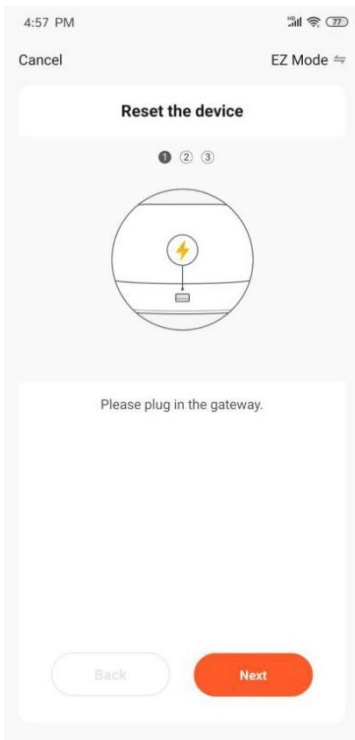 4:57 PM
77
Cancel
EZ Mode
Reset the device
1 2 3
Please plug in the gateway.
Back
Next